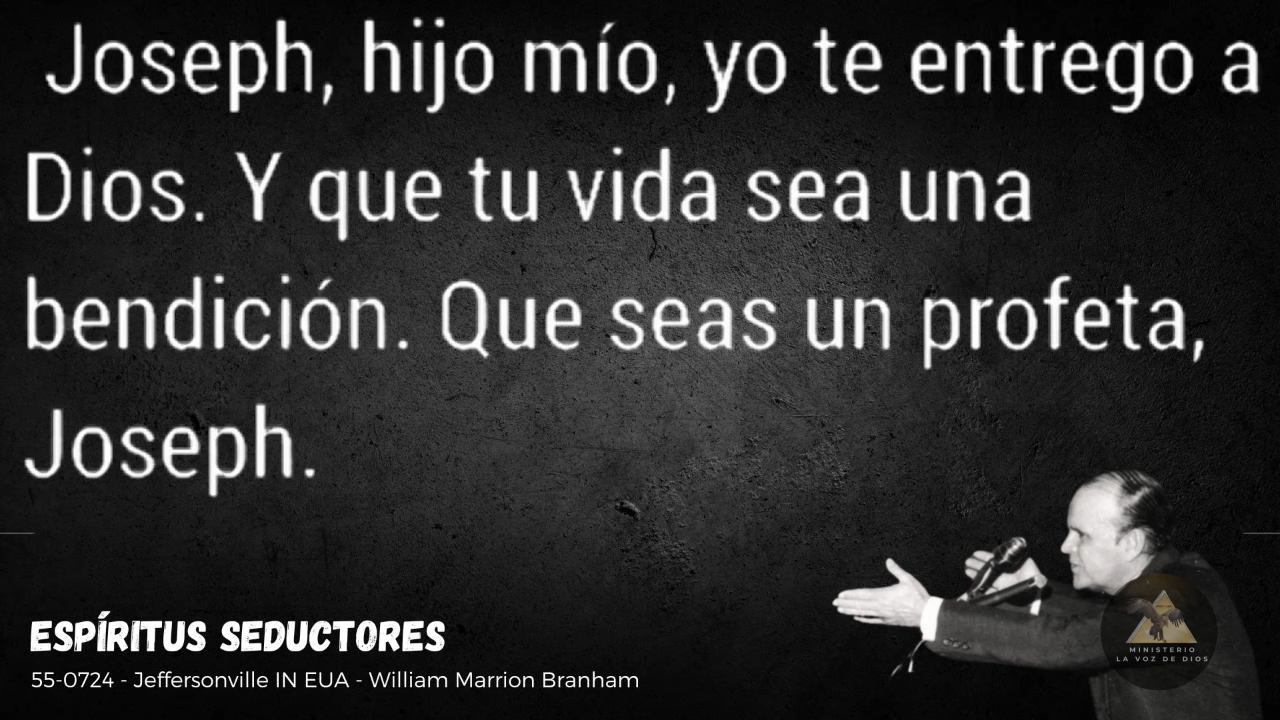 Joseph, hijo mío, yo te entrego a
Dios. Y que tu vida sea una
bendición. Que seas un profeta,
Joseph.
ESPÍRITUS SEDUCTORES
55-0724 - Jeffersonville IN EUA - William Marrion Branham
MINISTERIO
LA VOZ DE DIOS